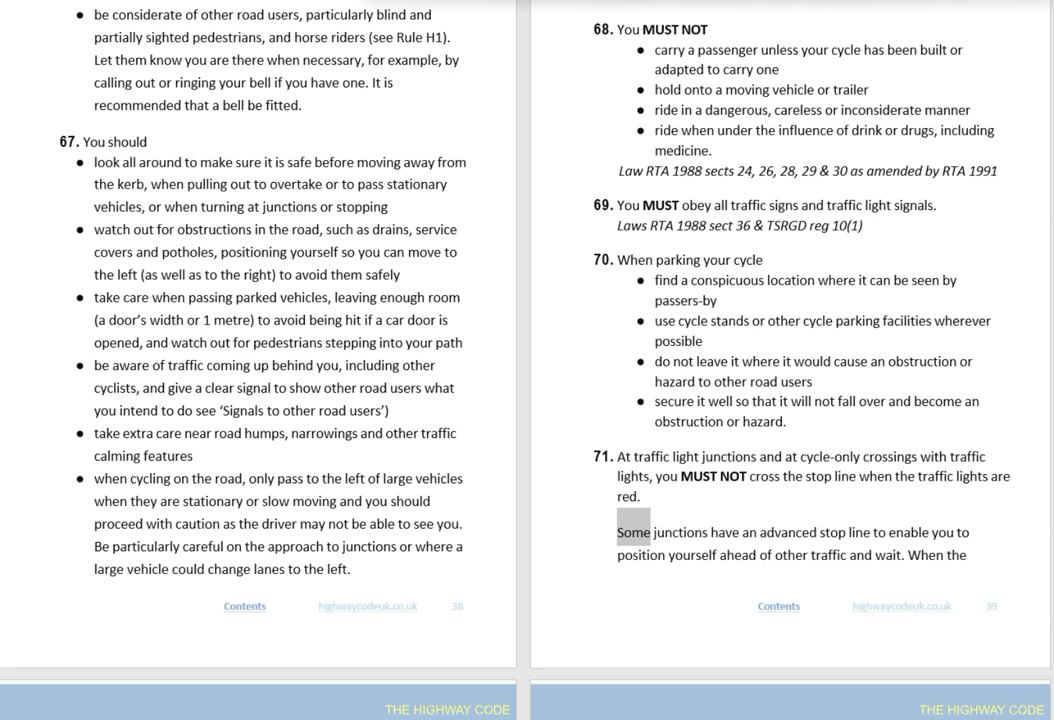 ● be considerate of other road users, particularly blind and
partially sighted pedestrians, and horse riders (see Rule H1).
Let them know you are there when necessary, for example, by
calling out or ringing your bell if you have one. It is
recommended that a bell be fitted.
67. You should
● look all around to make sure it is safe before moving away from
the kerb, when pulling out to overtake or to pass stationary
vehicles, or when turning at junctions or stopping
● watch out for obstructions in the road, such as drains, service
covers and potholes, positioning yourself so you can move to
the left (as well as to the right) to avoid them safely
● take care when passing parked vehicles, leaving enough room
(a door's width or 1 metre) to avoid being hit if a car door is
opened, and watch out for pedestrians stepping into your path
● be aware of traffic coming up behind you, including other
cyclists, and give a clear signal to show other road users what
you intend to do see 'Signals to other road users')
● take extra care near road humps, narrowings and other traffic
calming features
● when cycling on the road, only pass to the left of large vehicles
when they are stationary or slow moving and you should
proceed with caution as the driver may not be able to see you.
Be particularly careful on the approach to junctions or where a
large vehicle could change lanes to the left.
Contents highwaycodeuk.co.uk 38
THE HIGHWAY CODE
68. You MUST NOT
● carry a passenger unless your cycle has been built or
adapted to carry one
● hold onto a moving vehicle or trailer
● ride in a dangerous, careless or inconsiderate manner
● ride when under the influence of drink or drugs, including
medicine.
Law RTA 1988 sects 24, 26, 28, 29 & 30 as amended by RTA 1991
69. You MUST obey all traffic signs and traffic light signals.
Laws RTA 1988 sect 36 & TSRGD reg 10(1)
70. When parking your cycle
● find a conspicuous location where it can be seen by
passers-by
● use cycle stands or other cycle parking facilities wherever
possible
● do not leave it where it would cause an obstruction or
hazard to other road users
● secure it well so that it will not fall over and become an
obstruction or hazard.
71. At traffic light junctions and at cycle-only crossings with traffic
lights, you MUST NOT cross the stop line when the traffic lights are
red.
Some junctions have an advanced stop line to enable you to
position yourself ahead of other traffic and wait. When the
Contents highwaycodeuk.co.uk 39
THE HIGHWAY CODE